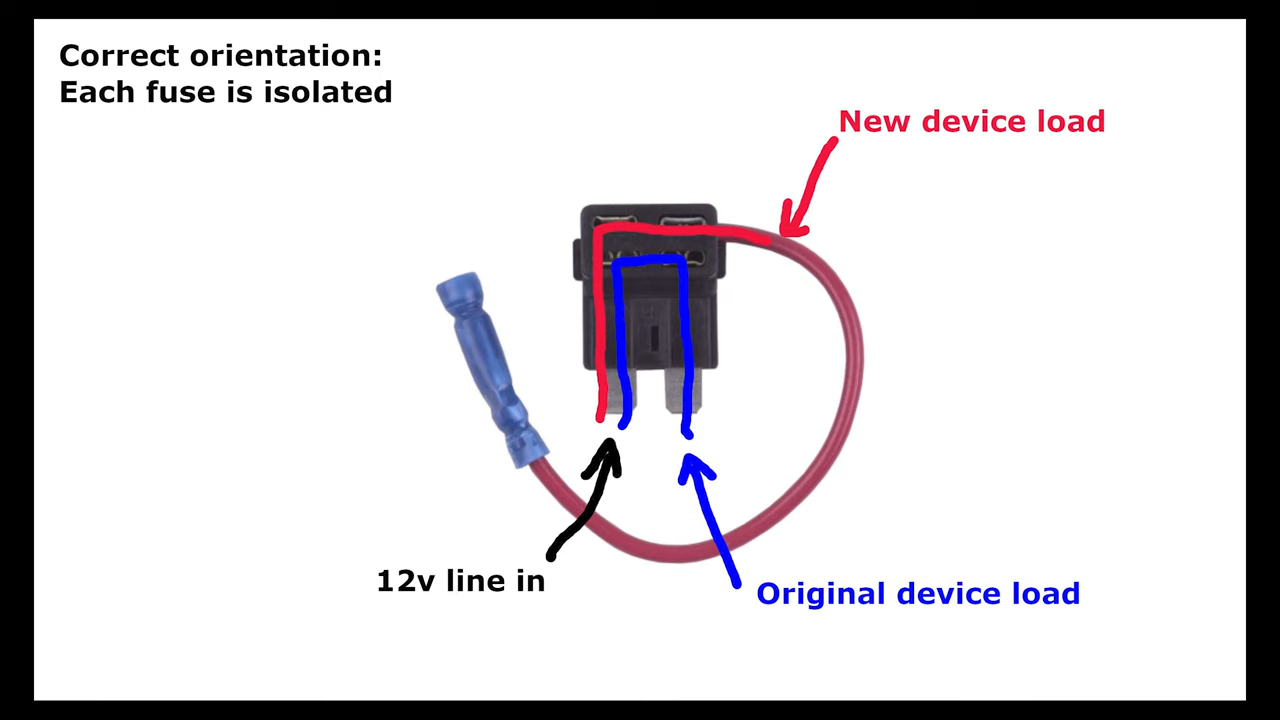 Correct orientation:
Each fuse is isolated
New device load
12v line in
Original device load